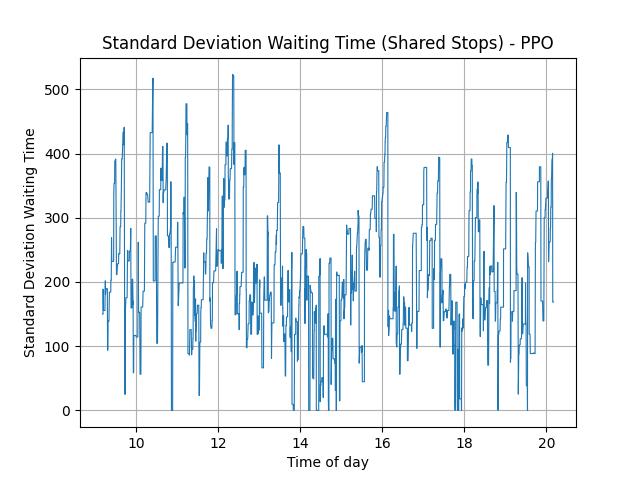 Standard Deviation Waiting Time (Shared Stops) - PPO
Standard Deviation Waiting Time
500
400
300
200
100
0
10 12 14 16 18 20
Time of day